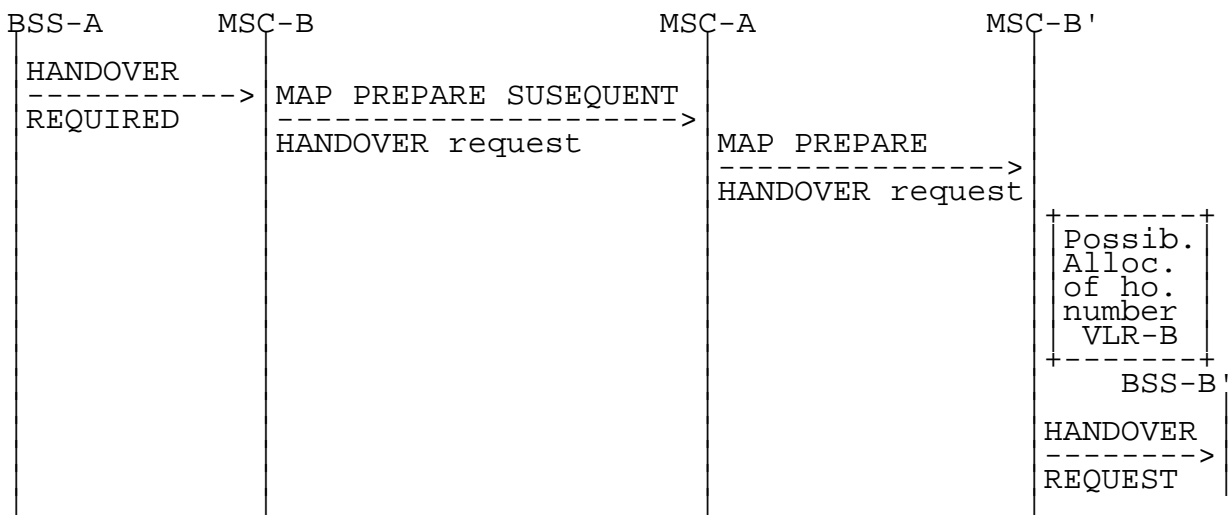 BSS-A MSC-B MSC-A MSC-B'
HANDOVER
----------->
REQUIRED
MAP PREPARE SUSEQUENT
-------------------->
HANDOVER request
MAP PREPARE
--------------->
HANDOVER request
+-------+
Possib.
Alloc.
of ho.
number
VLR-B
+-------+
BSS-B'
HANDOVER
-------->
REQUEST